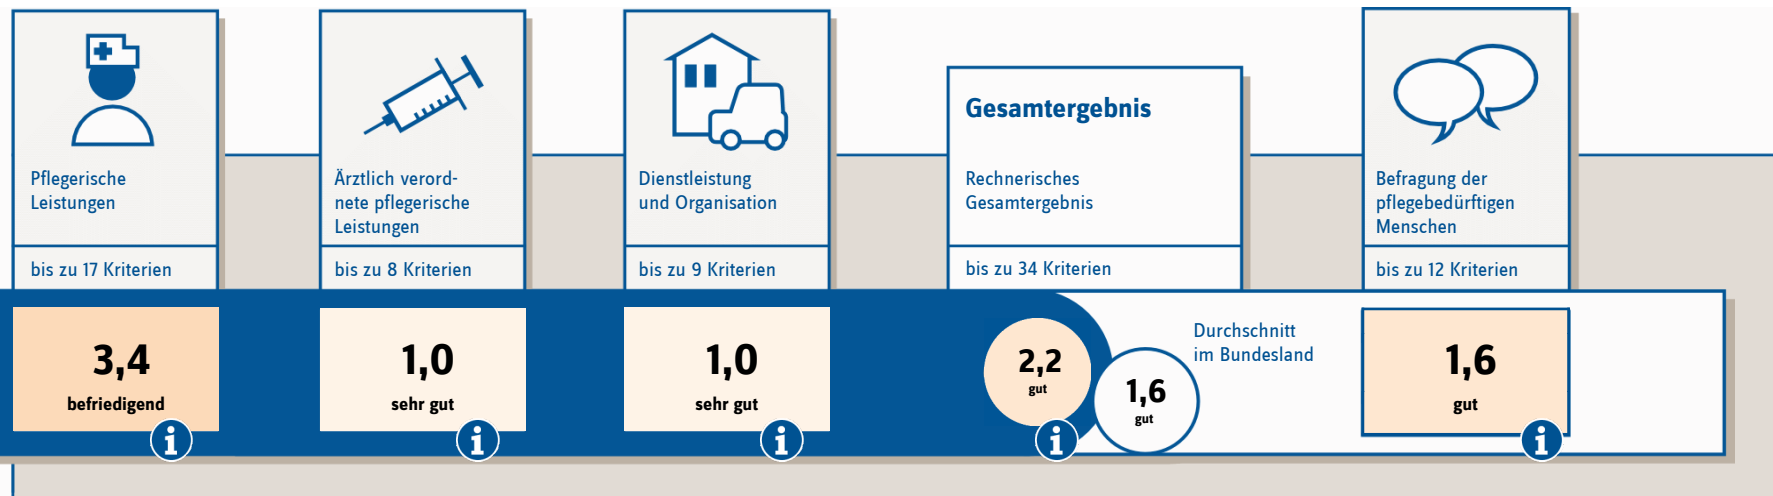 Pflegerische
Leistungen
bis zu 17 Kriterien
3,4
befriedigend
i
Ärztlich verord-
nete pflegerische
Leistungen
bis zu 8 Kriterien
1,0
sehr gut
i
Dienstleistung
und Organisation
bis zu 9 Kriterien
1,0
sehr gut
i
Gesamtergebnis
Rechnerisches
Gesamtergebnis
bis zu 34 Kriterien
2,2
gut
i
1,6
gut
Durchschnitt
im Bundesland
Befragung der
pflegebedürftigen
Menschen
bis zu 12 Kriterien
1,6
gut
i